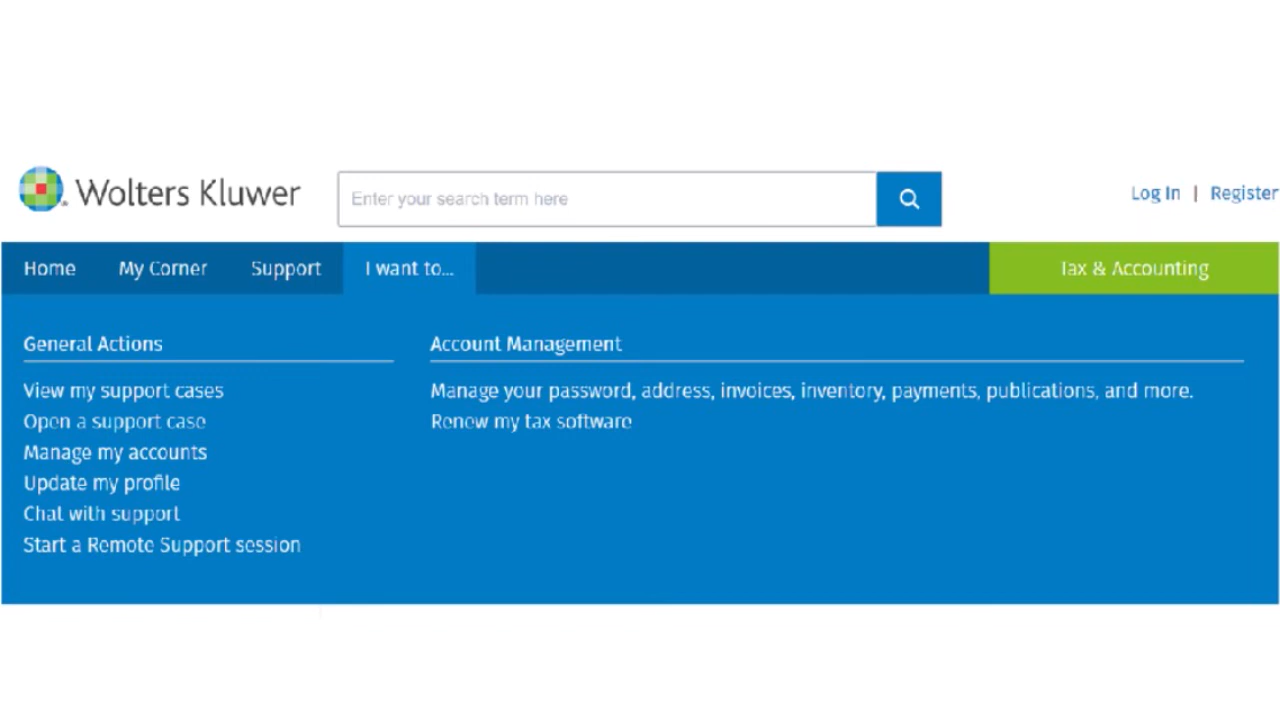 Wolters Kluwer
Enter your search term here
Log In | Register
Home My Corner Support I want to... Tax & Accounting
General Actions
Account Management
View my support cases
Manage your password, address, invoices, inventory, payments, publications, and more.
Open a support case
Renew my tax software
Manage my accounts
Update my profile
Chat with support
Start a Remote Support session